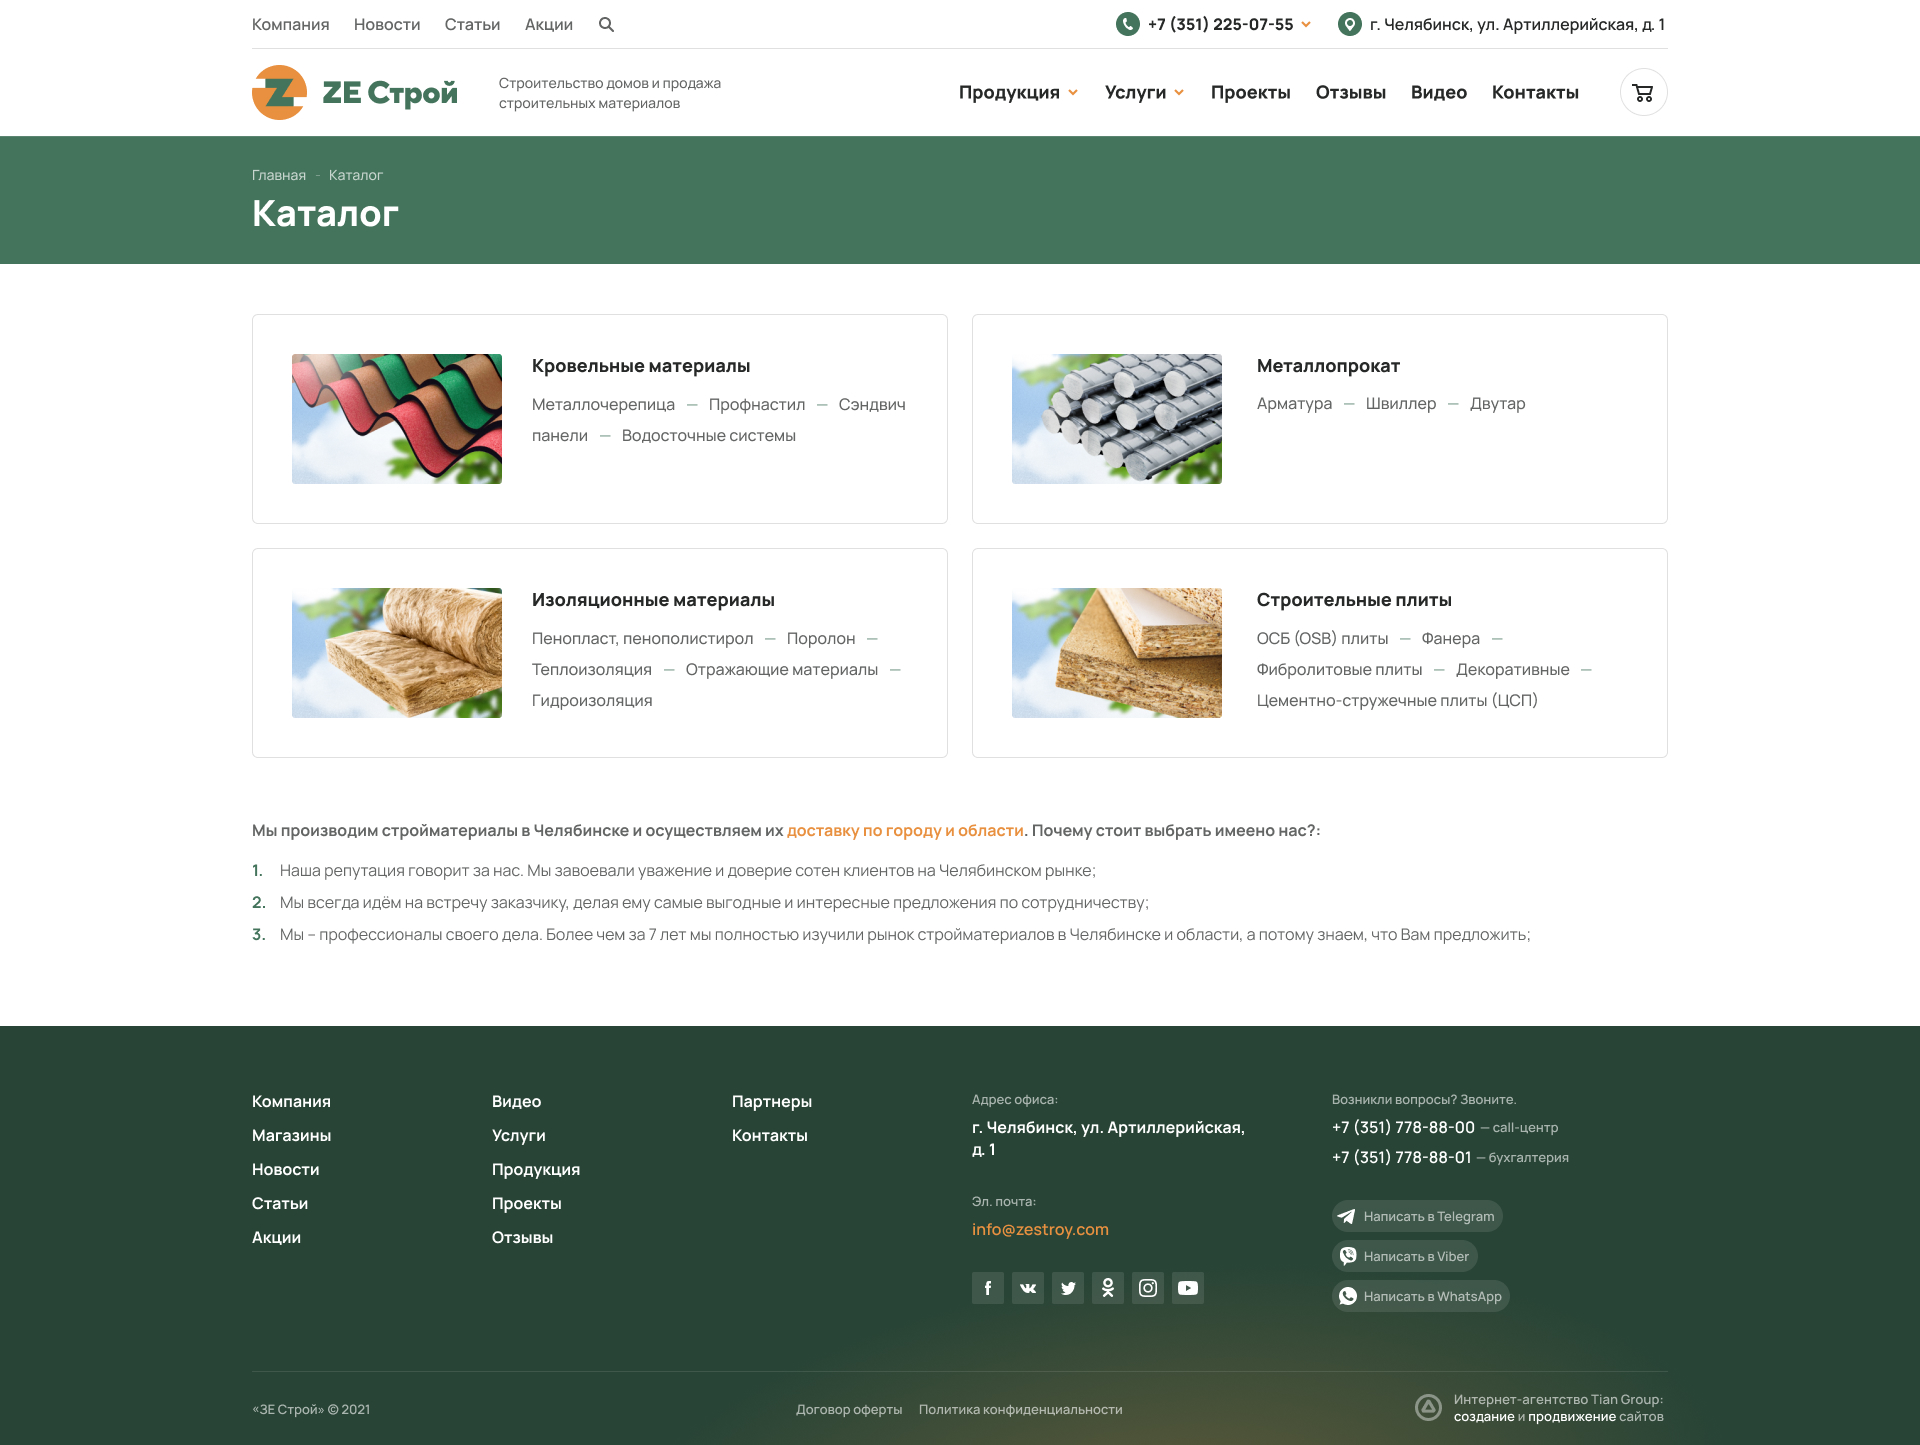 Компания Новости Статьи Акции
+7 (351) 225-07-55
г. Челябинск, ул. Артиллерийская, д. 1
ZE Строй
Строительство домов и продажа
строительных материалов
Продукция Услуги Проекты Отзывы Видео Контакты
Главная - Каталог
Каталог
Кровельные материалы
Металлочерепица — Профнастил — Сэндвич
панели — Водосточные системы
Металлопрокат
Арматура — Швиллер — Двутар
Изоляционные материалы
Пенопласт, пенополистирол — Поролон —
Теплоизоляция — Отражающие материалы —
Гидроизоляция
Строительные плиты
ОСБ (OSB) плиты — Фанера —
Фибролитовые плиты — Декоративные —
Цементно-стружечные плиты (ЦСП)
Мы производим стройматериалы в Челябинске и осуществляем их доставку по городу и области. Почему стоит выбрать имеено нас?:
1. Наша репутация говорит за нас. Мы завоевали уважение и доверие сотен клиентов на Челябинском рынке;
2. Мы всегда идём на встречу заказчику, делая ему самые выгодные и интересные предложения по сотрудничеству;
3. Мы – профессионалы своего дела. Более чем за 7 лет мы полностью изучили рынок стройматериалов в Челябинске и области, а потому знаем, что Вам предложить;
Компания
Магазины
Новости
Статьи
Акции
Видео
Услуги
Продукция
Проекты
Отзывы
Партнеры
Контакты
Адрес офиса:
г. Челябинск, ул. Артиллерийская,
д. 1
Эл. почта:
info@zestroy.com
Возникли вопросы? Звоните.
+7 (351) 778-88-00 — call-центр
+7 (351) 778-88-01 — бухгалтерия
Написать в Telegram
Написать в Viber
Написать в WhatsApp
«ЗЕ Строй» © 2021
Договор оферты Политика конфиденциальности
Интернет-агентство Tian Group:
создание и продвижение сайтов